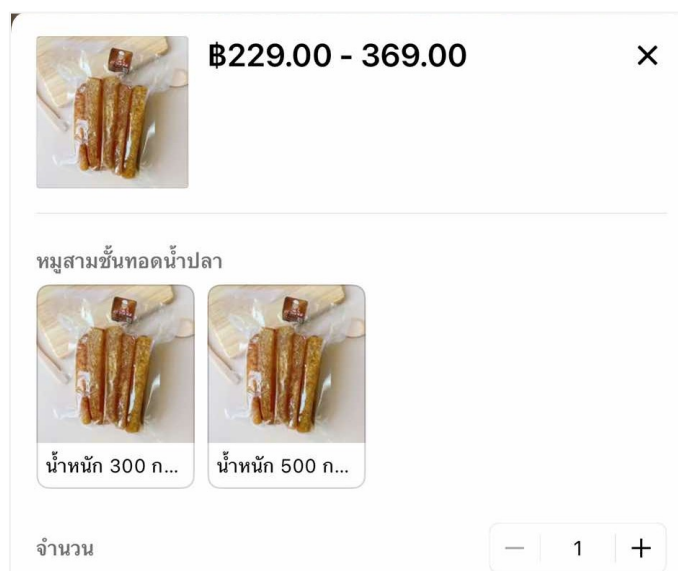 ฿229.00 - 369.00
หมูสามชั้นทอดน้ำปลา
น้ำหนัก 300 ก...
น้ำหนัก 500 ก...
จำนวน
1